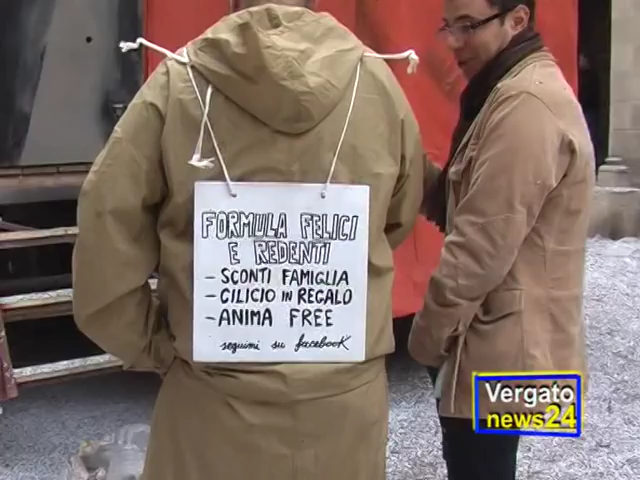 FORMULA FELICI
E REDENTI
- SCONTI FAMIGLIA
- CILICIO IN REGALO
- ANIMA FREE
seguimi su facebook
Vergato
news24